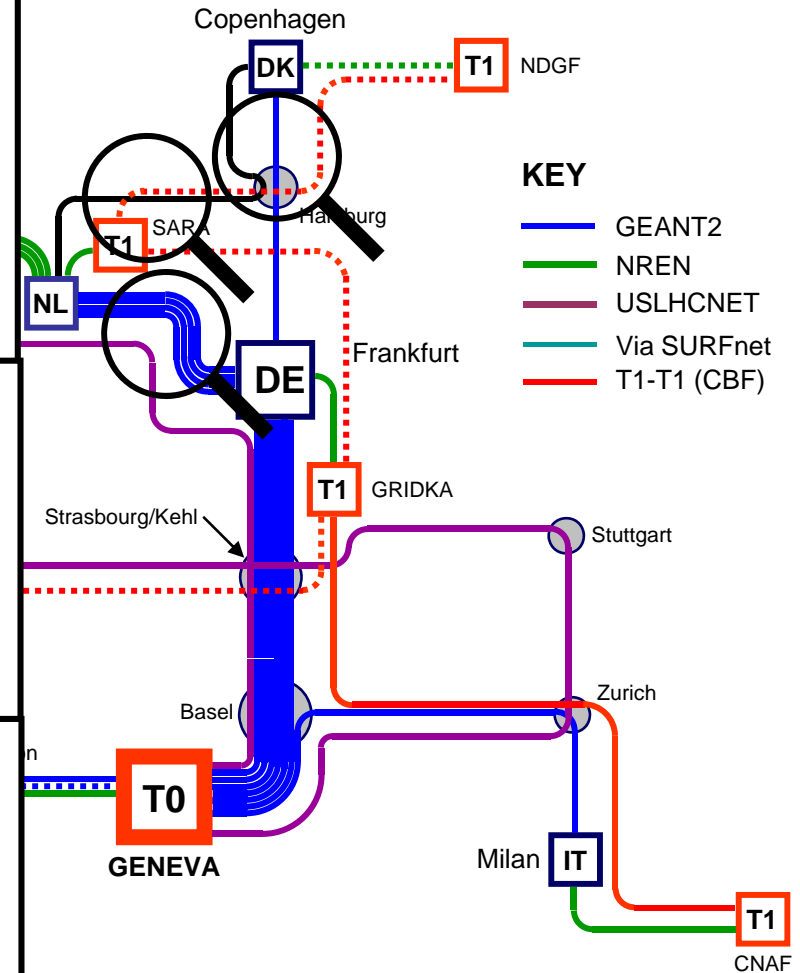 Copenhagen
DK
T1
NDGF
KEY
Hamburg
GEANT2
SARA
T1
NREN
NL
USLHCNET
Via SURFnet
Frankfurt
T1-T1 (CBF)
DE
T1
GRIDKA
Strasbourg/Kehl
Stuttgart
Zurich
Basel
on
T0
GENEVA
Milan
IT
T1
CNAF